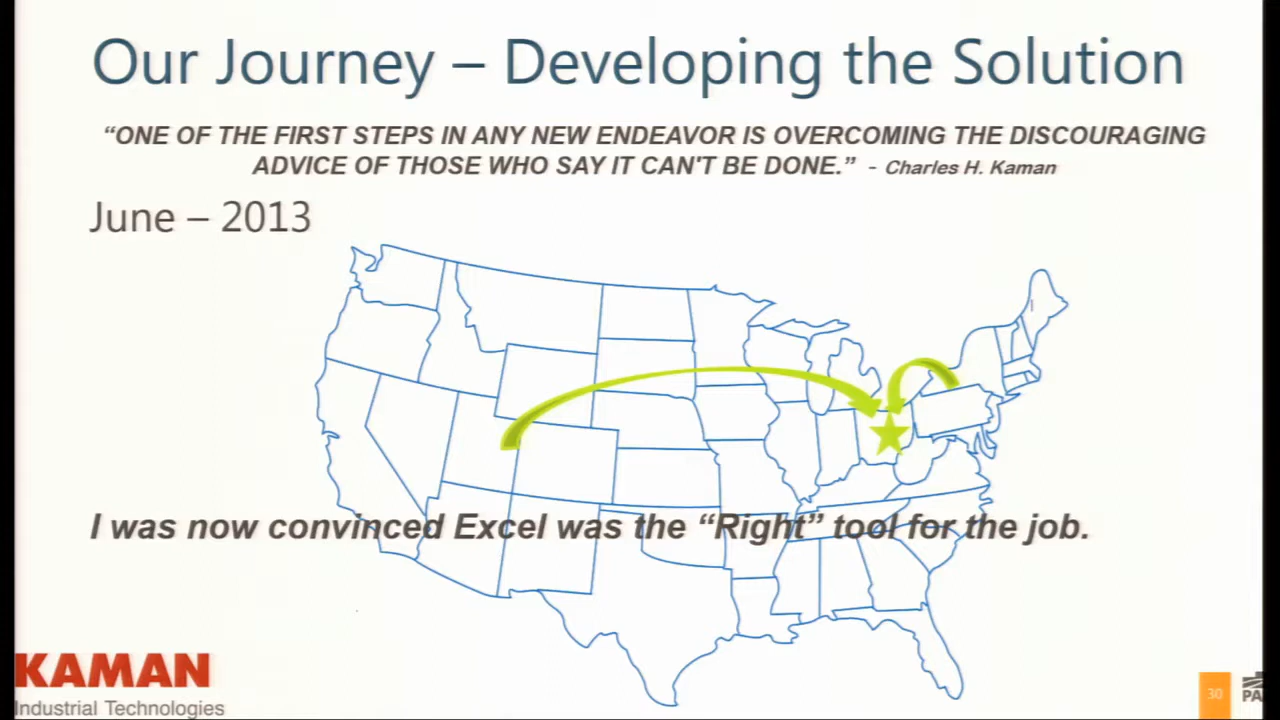 Our Journey – Developing the Solution
“ONE OF THE FIRST STEPS IN ANY NEW ENDEAVOR IS OVERCOMING THE DISCOURAGING
ADVICE OF THOSE WHO SAY IT CAN'T BE DONE.” - Charles H. Kaman
June – 2013
I was now convinced Excel was the “Right” tool for the job.
KAMAN
Industrial Technologies
30
PA